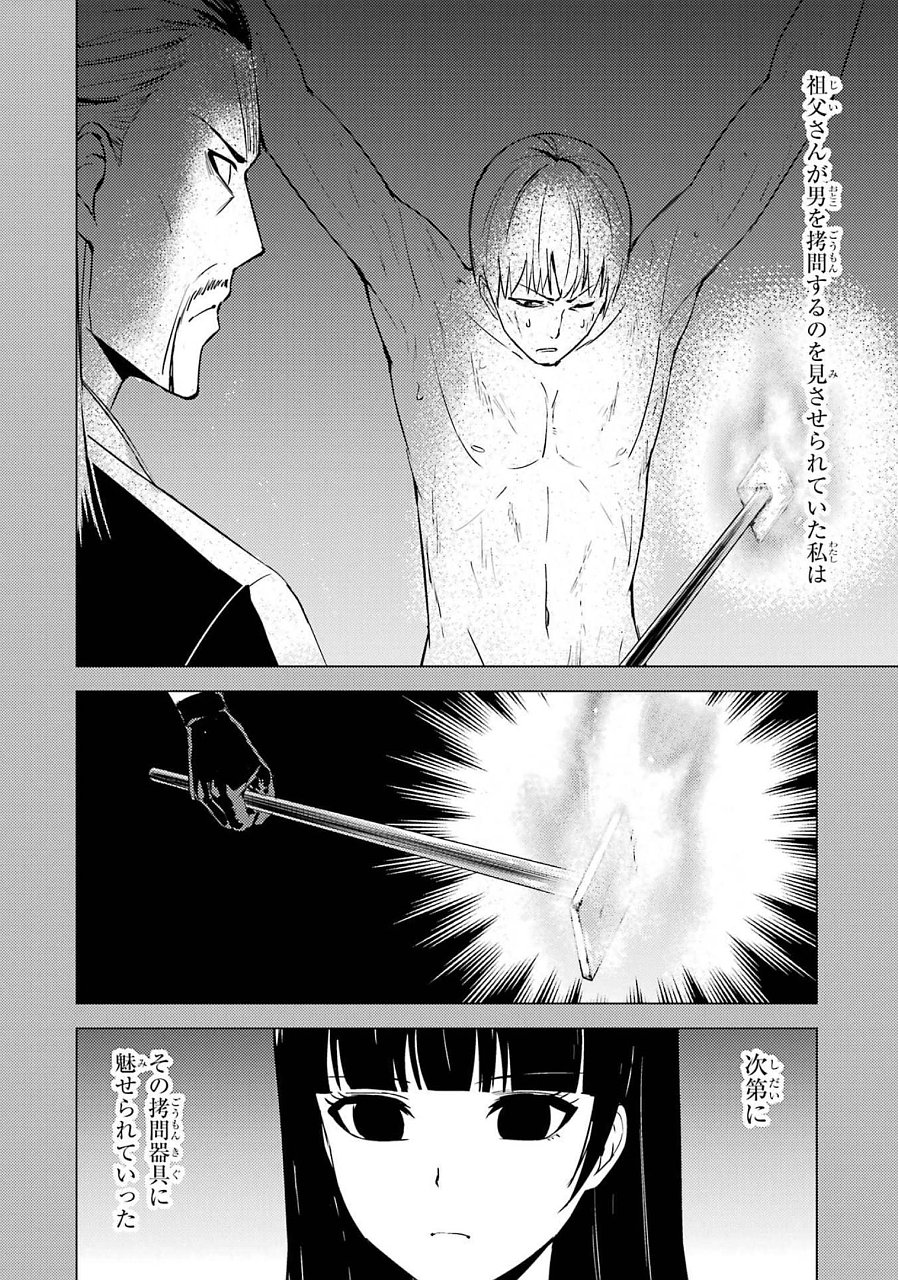 祖父さんが男を拷問するのを見させられていた私は
次第に
その拷問器具に
魅せられていった